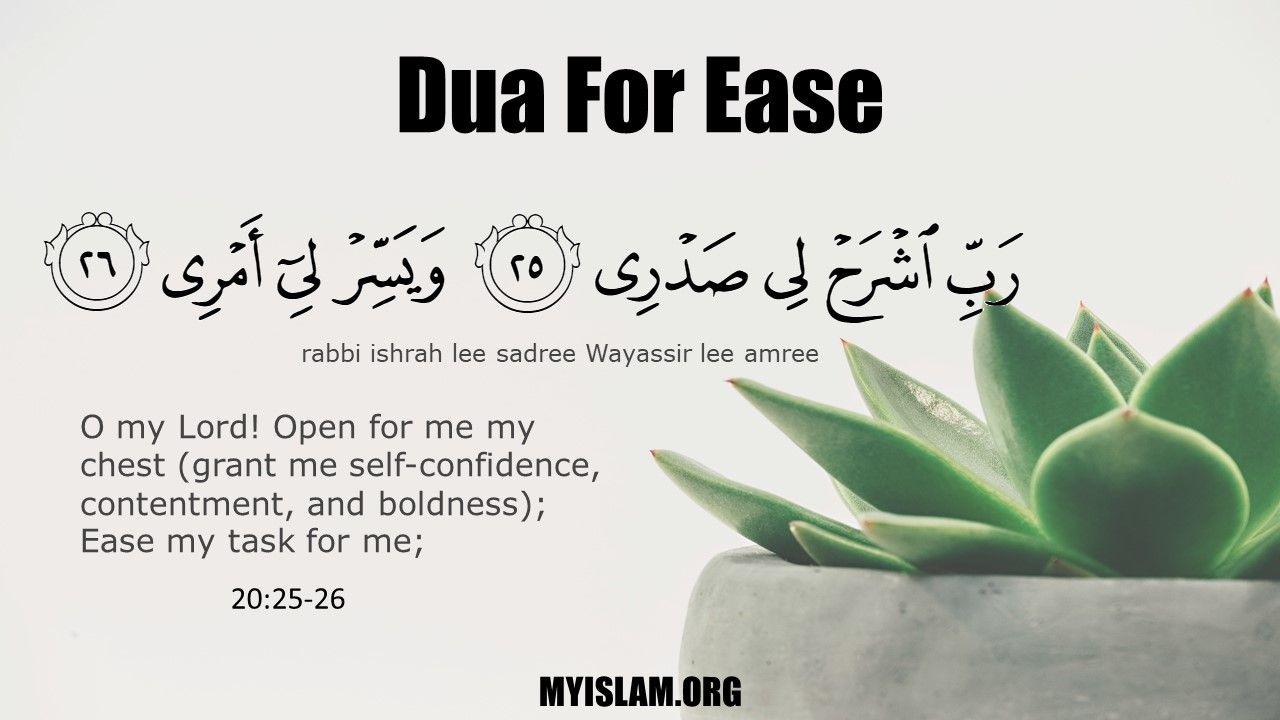 Dua For Ease
رَبِّ ٱشْرَحْ لِى صَدْرِى ٢٥ وَيَسِّرْ لِىٓ أَمْرِى ٢٦
rabbi ishrah lee sadree Wayassir lee amree
O my Lord! Open for me my
chest (grant me self-confidence,
contentment, and boldness);
Ease my task for me;
20:25-26
MYISLAM.ORG